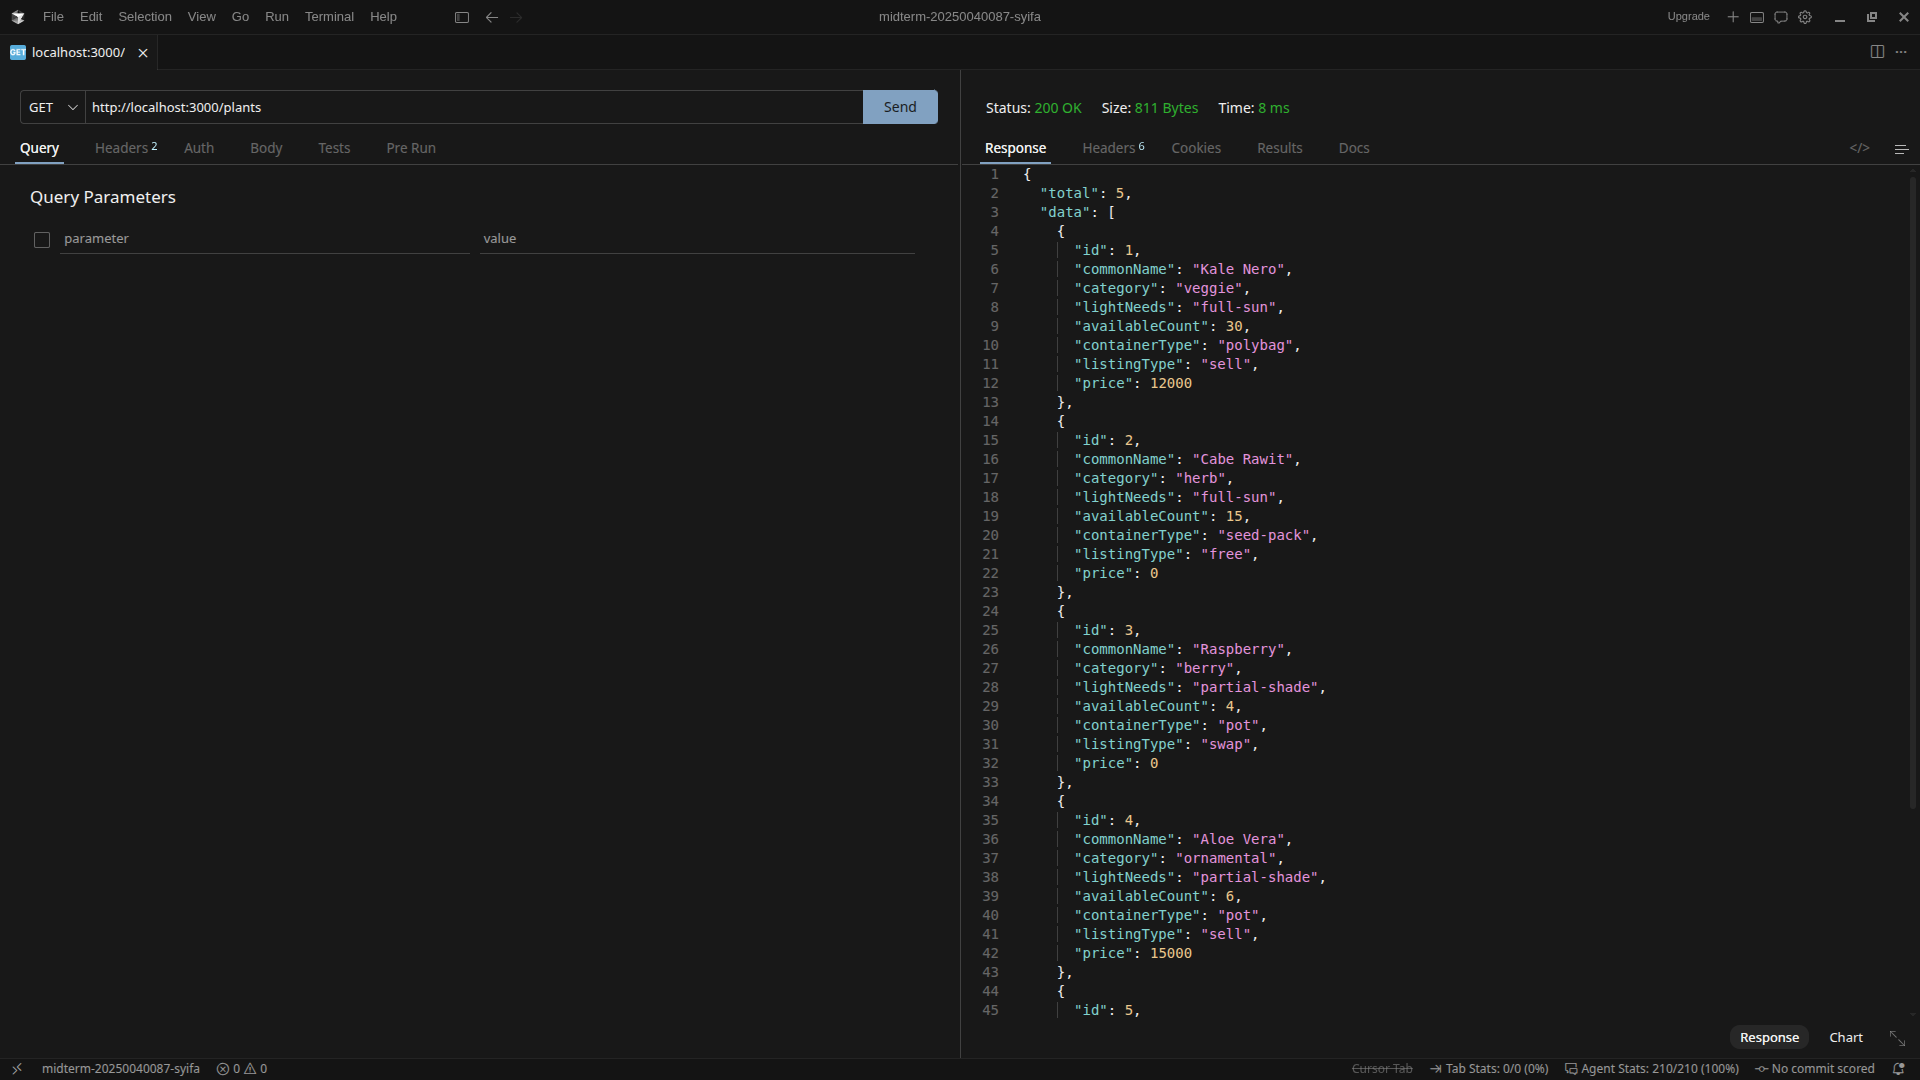 File Edit Selection View Go Run Terminal Help midterm-20250040087-syifa Upgrade
GET localhost:3000/
GET http://localhost:3000/plants Send
Query Headers 2 Auth Body Tests Pre Run
Query Parameters
parameter value
Status: 200 OK Size: 811 Bytes Time: 8 ms
Response Headers 6 Cookies Results Docs </>
1 {
2 "total": 5,
3 "data": [
4 {
5 "id": 1,
6 "commonName": "Kale Nero",
7 "category": "veggie",
8 "lightNeeds": "full-sun",
9 "availableCount": 30,
10 "containerType": "polybag",
11 "listingType": "sell",
12 "price": 12000
13 },
14 {
15 "id": 2,
16 "commonName": "Cabe Rawit",
17 "category": "herb",
18 "lightNeeds": "full-sun",
19 "availableCount": 15,
20 "containerType": "seed-pack",
21 "listingType": "free",
22 "price": 0
23 },
24 {
25 "id": 3,
26 "commonName": "Raspberry",
27 "category": "berry",
28 "lightNeeds": "partial-shade",
29 "availableCount": 4,
30 "containerType": "pot",
31 "listingType": "swap",
32 "price": 0
33 },
34 {
35 "id": 4,
36 "commonName": "Aloe Vera",
37 "category": "ornamental",
38 "lightNeeds": "partial-shade",
39 "availableCount": 6,
40 "containerType": "pot",
41 "listingType": "sell",
42 "price": 15000
43 },
44 {
45 "id": 5,
Response Chart
midterm-20250040087-syifa 0 0 Cursor Tab Tab Stats: 0/0 (0%) Agent Stats: 210/210 (100%) No commit scored